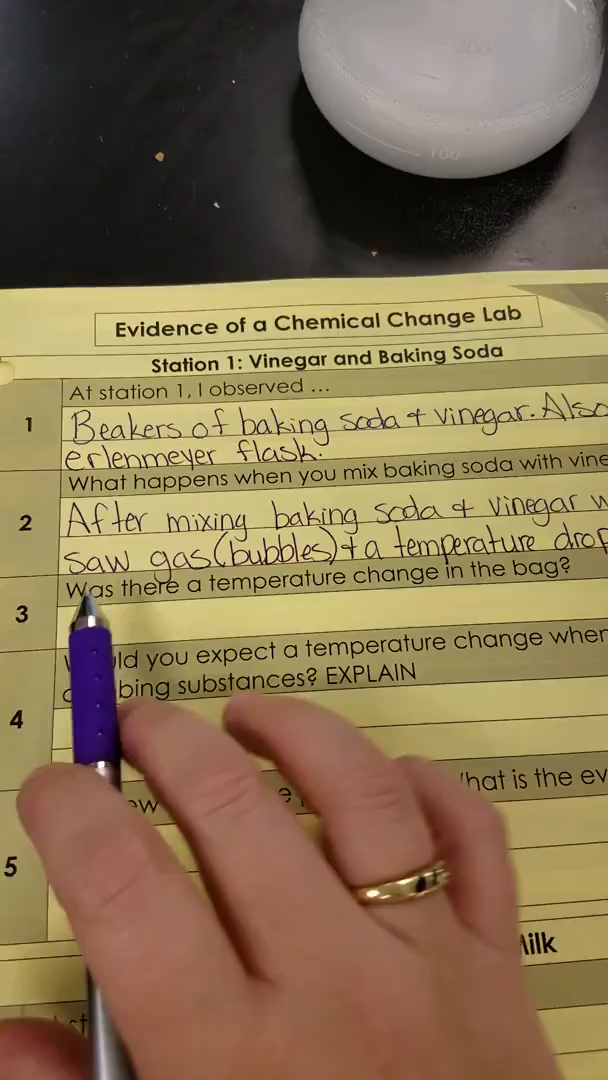 100
Evidence of a Chemical Change Lab
Station 1: Vinegar and Baking Soda
At station 1, I observed ...
1
Beakers of baking soda + vinegar. Also
erlenmeyer flask.
What happens when you mix baking soda with vine
2
After mixing baking soda + vinegar w
saw gas (bubbles) + a temperature drop
Was there a temperature change in the bag?
3
ld you expect a temperature change when
bing substances? EXPLAIN
4
hat is the ev
5
Milk